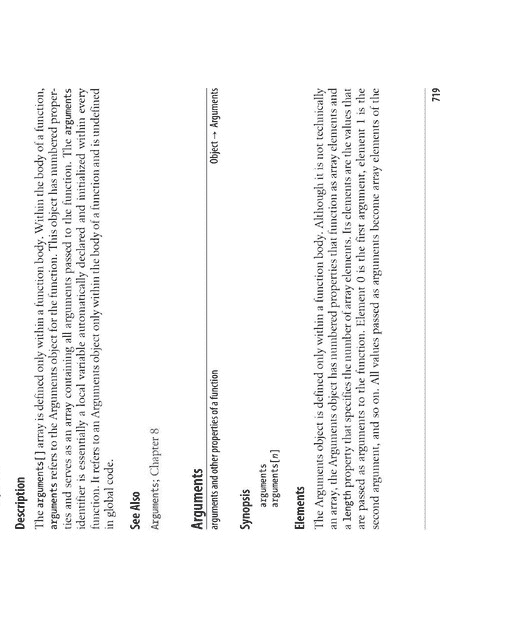 Description
The arguments[] array is defined only within a function body. Within the body of a function,
arguments refers to the Arguments object for the function. This object has numbered proper-
ties and serves as an array containing all arguments passed to the function. The arguments
identifier is essentially a local variable automatically declared and initialized within every
function. It refers to an Arguments object only within the body of a function and is undefined
in global code.
See Also
Arguments; Chapter 8
Arguments
arguments and other properties of a function Object → Arguments
Synopsis
arguments
arguments[n]
Elements
The Arguments object is defined only within a function body. Although it is not technically
an array, the Arguments object has numbered properties that function as array elements and
a length property that specifies the number of array elements. Its elements are the values that
are passed as arguments to the function. Element 0 is the first argument, element 1 is the
second argument, and so on. All values passed as arguments become array elements of the
719